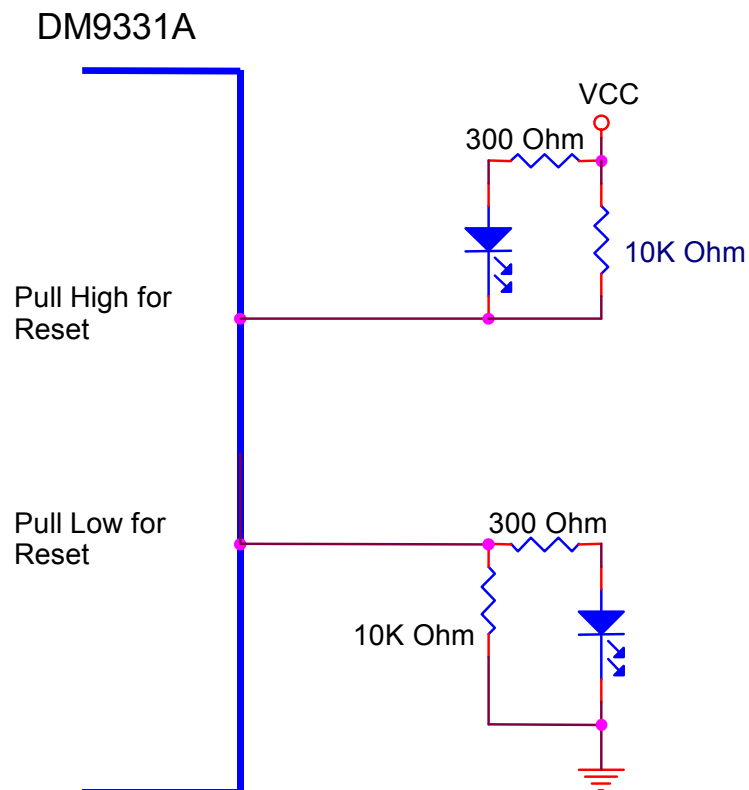 DM9331A
VCC
300 Ohm
10K Ohm
Pull High for
Reset
Pull Low for
Reset
300 Ohm
10K Ohm